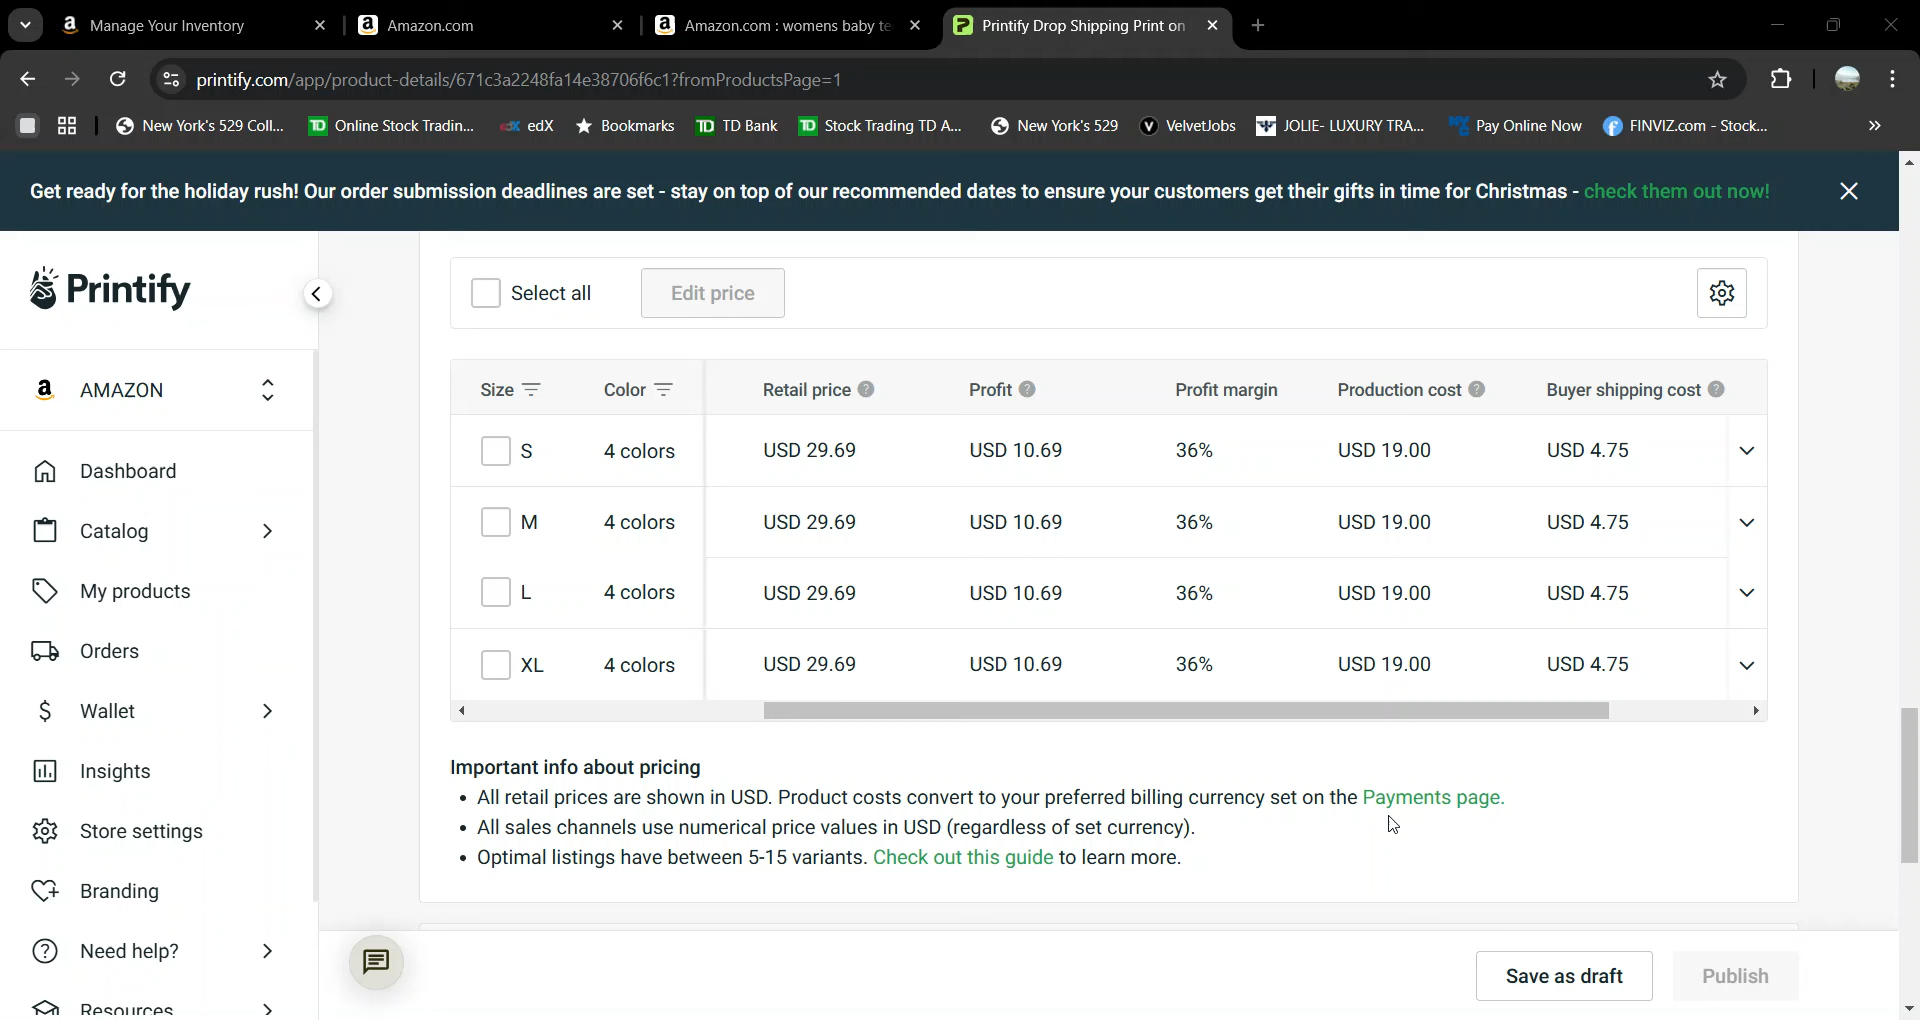 Manage Your Inventory
Amazon.com
Amazon.com : womens baby te
Printify Drop Shipping Print on
printify.com/app/product-details/671c3a2248fa14e38706f6c1?fromProductsPage=1
New York's 529 Coll...
Online Stock Tradin...
edX
Bookmarks
TD Bank
Stock Trading TD A...
New York's 529
VelvetJobs
JOLIE- LUXURY TRA...
Pay Online Now
FINVIZ.com - Stock...
Get ready for the holiday rush! Our order submission deadlines are set - stay on top of our recommended dates to ensure your customers get their gifts in time for Christmas - check them out now!
Printify
AMAZON
Dashboard
Catalog
My products
Orders
Wallet
Insights
Store settings
Branding
Need help?
Resources
Select all
Edit price
Size Color Retail price Profit Profit margin Production cost Buyer shipping cost
S 4 colors USD 29.69 USD 10.69 36% USD 19.00 USD 4.75
M 4 colors USD 29.69 USD 10.69 36% USD 19.00 USD 4.75
L 4 colors USD 29.69 USD 10.69 36% USD 19.00 USD 4.75
XL 4 colors USD 29.69 USD 10.69 36% USD 19.00 USD 4.75
Important info about pricing
• All retail prices are shown in USD. Product costs convert to your preferred billing currency set on the Payments page.
• All sales channels use numerical price values in USD (regardless of set currency).
• Optimal listings have between 5-15 variants. Check out this guide to learn more.
Save as draft
Publish